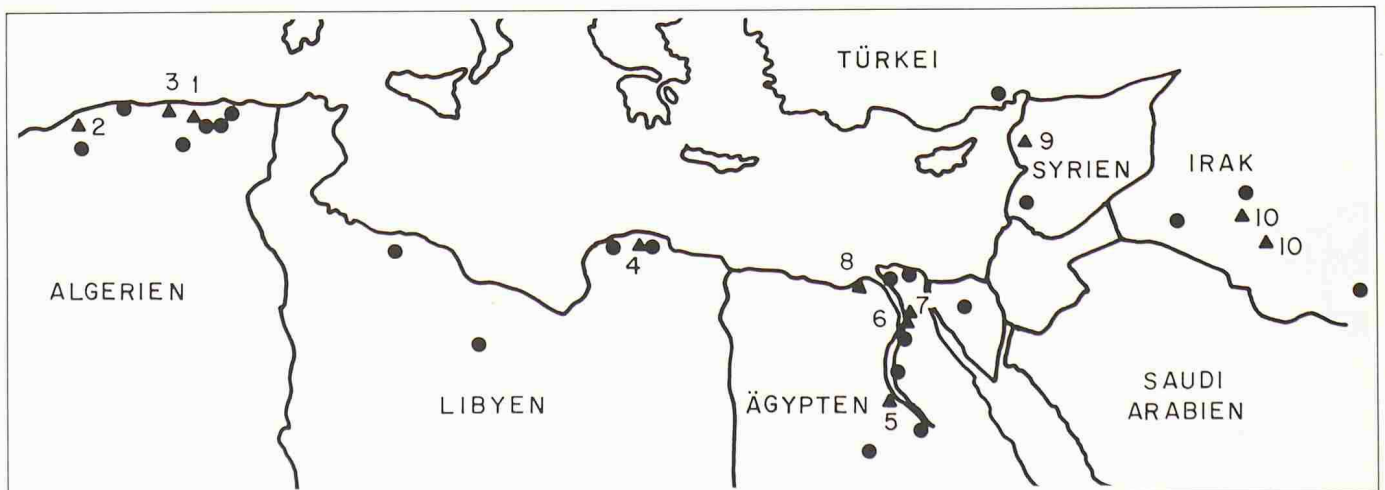 TÜRKEI
3 1
2
9
SYRIEN
IRAK
10
10
4
8
7
6
ALGERIEN
LIBYEN
ÄGYPTEN
5
SAUDI
ARABIEN